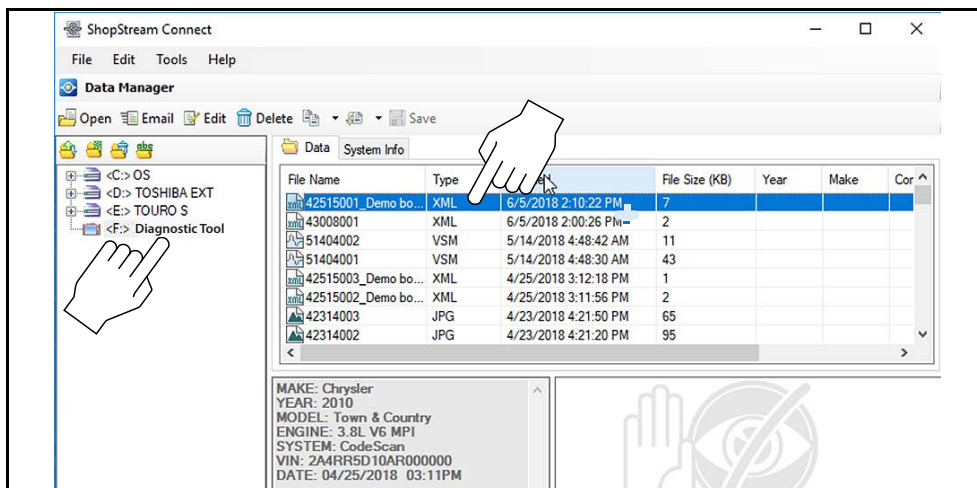 ShopStream Connect
File Edit Tools Help
Data Manager
Open Email Edit Delete Save
Data System Info
<C:> OS
<D:> TOSHIBA EXT
<E:> TOURO S
<F:> Diagnostic Tool
File Name Type File Size (KB) Year Make Cor
42515001_Demo bo... XML 6/5/2018 2:10:22 PM 7
43008001 XML 6/5/2018 2:00:26 PM 2
51404002 VSM 5/14/2018 4:48:42 AM 11
51404001 VSM 5/14/2018 4:48:30 AM 43
42515003_Demo bo... XML 4/25/2018 3:12:18 PM 1
42515002_Demo bo... XML 4/25/2018 3:11:56 PM 2
42314003 JPG 4/23/2018 4:21:50 PM 65
42314002 JPG 4/23/2018 4:21:20 PM 95
MAKE: Chrysler
YEAR: 2010
MODEL: Town & Country
ENGINE: 3.8L V6 MPI
SYSTEM: CodeScan
VIN: 2A4RR5D10AR000000
DATE: 04/25/2018 03:11PM